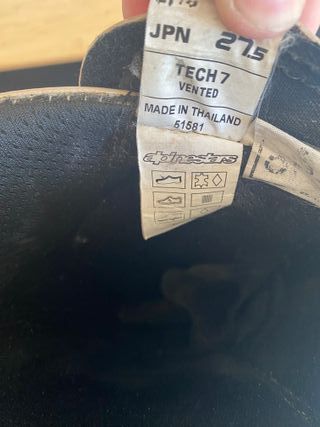 JPN 27.5
TECH 7
VENTED
MADE IN THAILAND
51581
alpinestars